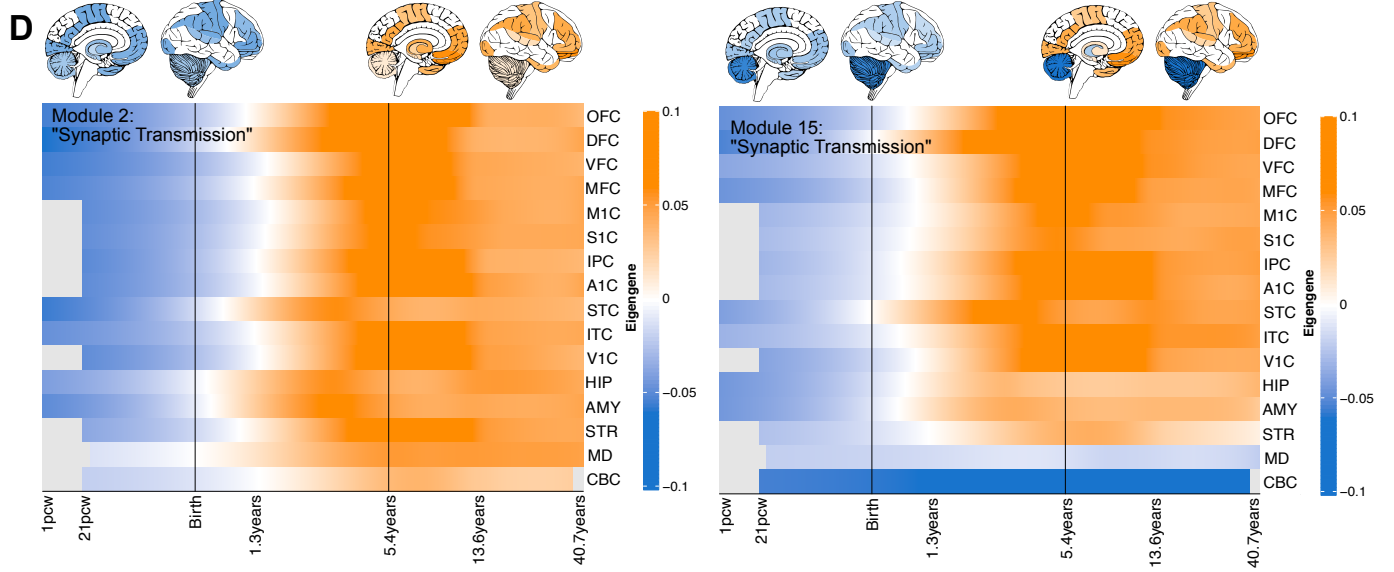 D
Module 2:
"Synaptic Transmission"
OFC
DFC
VFC
MFC
M1C
S1C
IPC
A1C
STC
ITC
V1C
HIP
AMY
STR
MD
CBC
0.1
0.05
0
−0.05
−0.1
Eigengene
1pcw
21pcw
Birth
1.3years
5.4years
13.6years
40.7years
Module 15:
"Synaptic Transmission"
OFC
DFC
VFC
MFC
M1C
S1C
IPC
A1C
STC
ITC
V1C
HIP
AMY
STR
MD
CBC
0.1
0.05
0
−0.05
−0.1
Eigengene
1pcw
21pcw
Birth
1.3years
5.4years
13.6years
40.7years